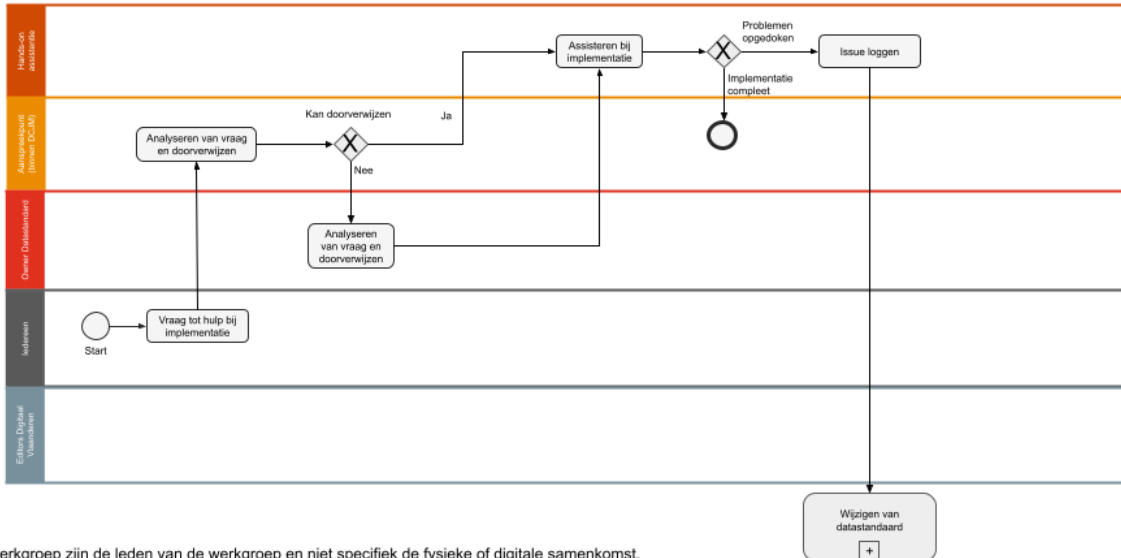 Hands-on
assistentie
Problemen
opgedoken
Assisteren bij
implementatie
X
Issue loggen
Implementatie
compleet
Aanspreekpunt
(binnen DCJM)
Kan doorverwijzen
Ja
Analyseren van vraag
en doorverwijzen
X
Nee
Owner Datastandard
Analyseren
van vraag en
doorverwijzen
Iedereen
Vraag tot hulp bij
implementatie
Start
Editors Digitaal
Vlaanderen
Wijzigen van
datastandaard
+
erkgroep zijn de leden van de werkgroep en niet specifiek de fysieke of digitale samenkomst.